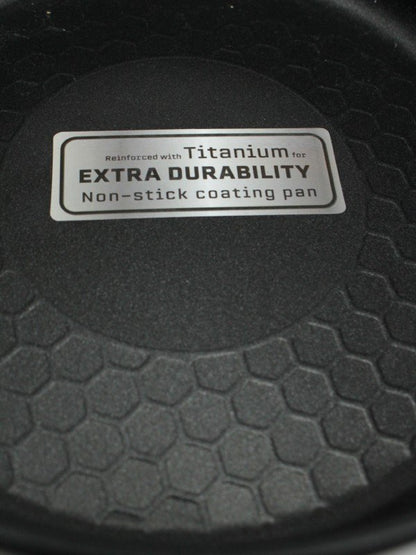 Reinforced with Titanium for
EXTRA DURABILITY
Non-stick coating pan